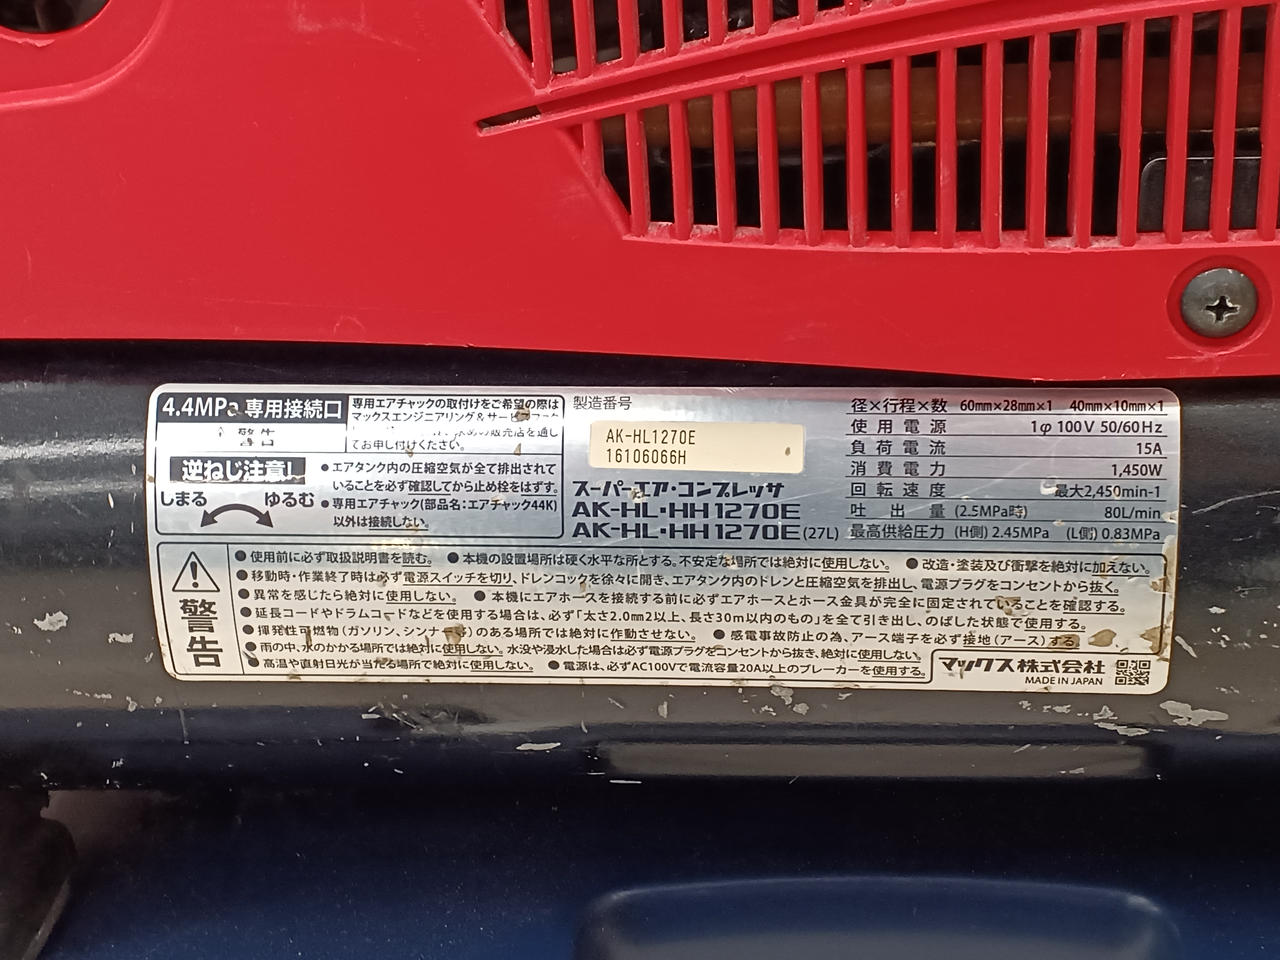 4.4MPa 専用接続口
専用エアチャックの取付けをご希望の際は
マックスエンジニアリング&サービスファク
の販売店を通し
てお申し付けください。
警告
逆ねじ注意!
しまる ゆるむ
●エアタンク内の圧縮空気が全て排出されて
いることを必ず確認してから止め栓をはずす。
●専用エアチャック(部品名:エアチャック44K)
以外は接続しない。
製造番号
AK-HL1270E
16106066H
スーパーエア・コンプレッサ
AK-HL・HH1270E
AK-HL・HH1270E(27L)
径×行程×数 60mm×28mm×1 40mm×10mm×1
使用電源 1φ 100V 50/60Hz
負荷電流 15A
消費電力 1,450W
回転速度 最大2,450min-1
吐出量 (2.5MPa時) 80L/min
最高供給圧力 (H側) 2.45MPa (L側) 0.83MPa
警告
●使用前に必ず取扱説明書を読む。 ●本機の設置場所は硬く水平な所とする。不安定な場所では絶対に使用しない。 ●改造・塗装及び衝撃を絶対に加えない。
●移動時・作業終了時は必ず電源スイッチを切り、ドレンコックを徐々に開き、エアタンク内のドレンと圧縮空気を排出し、電源プラグをコンセントから抜く。
●異常を感じたら絶対に使用しない。 ●本機にエアホースを接続する前に必ずエアホースとホース金具が完全に固定されていることを確認する。
●延長コードやドラムコードなどを使用する場合は、必ず「太さ2.0mm2以上、長さ30m以内のもの」を全て引き出し、のばした状態で使用する。
●揮発性可燃物(ガソリン、シンナー等)のある場所では絶対に作動させない。 ●感電事故防止の為、アース端子を必ず接地(アース)する。
●雨の中、水のかかる場所では絶対に使用しない。水没や浸水した場合は必ず電源プラグをコンセントから抜き、絶対に使用しない。
●高温や直射日光が当たる場所で絶対に使用しない。 ●電源は、必ずAC100Vで電流容量20A以上のブレーカーを使用する。
マックス株式会社
MADE IN JAPAN